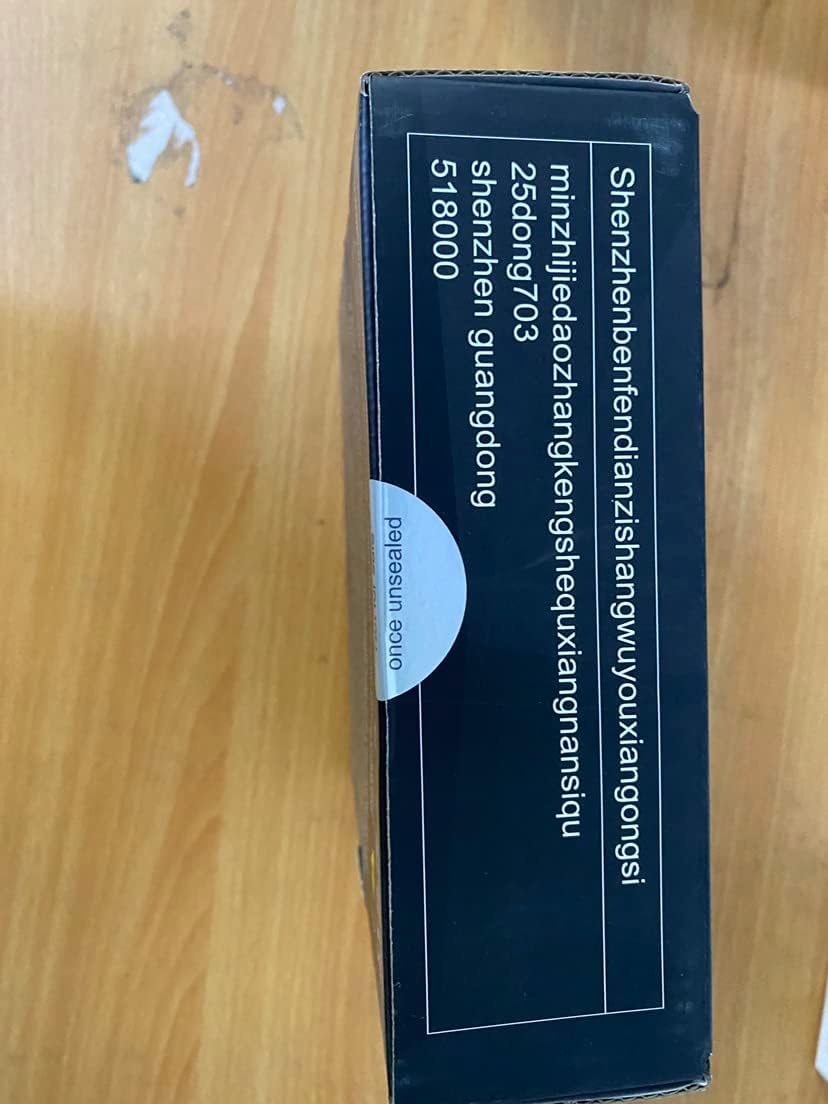 Shenzhenbenfendianzishangwuyouxiangongsi
minzhijiedaozhangkengshequxiangnansiqu
25dong703
shenzhen guangdong
518000
once unsealed